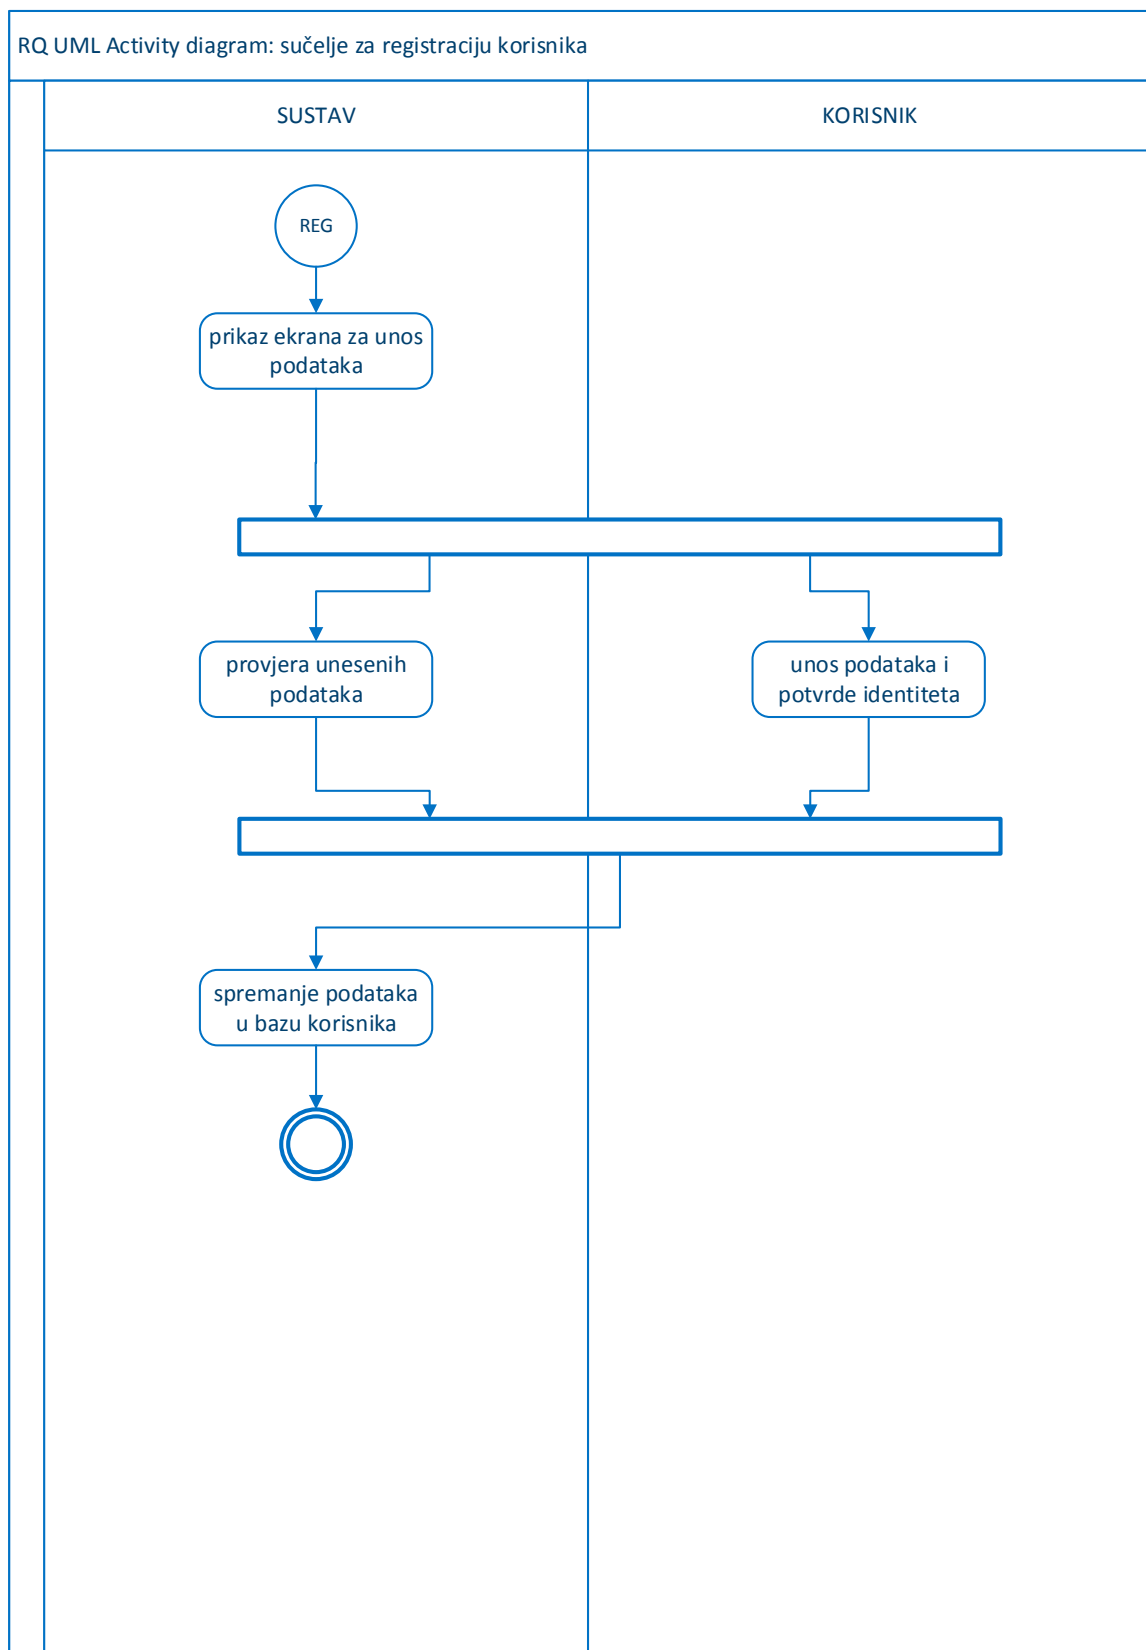 RQ UML Activity diagram: sučelje za registraciju korisnika
SUSTAV
KORISNIK
REG
prikaz ekrana za unos
podataka
provjera unesenih
podataka
unos podataka i
potvrde identiteta
spremanje podataka
u bazu korisnika